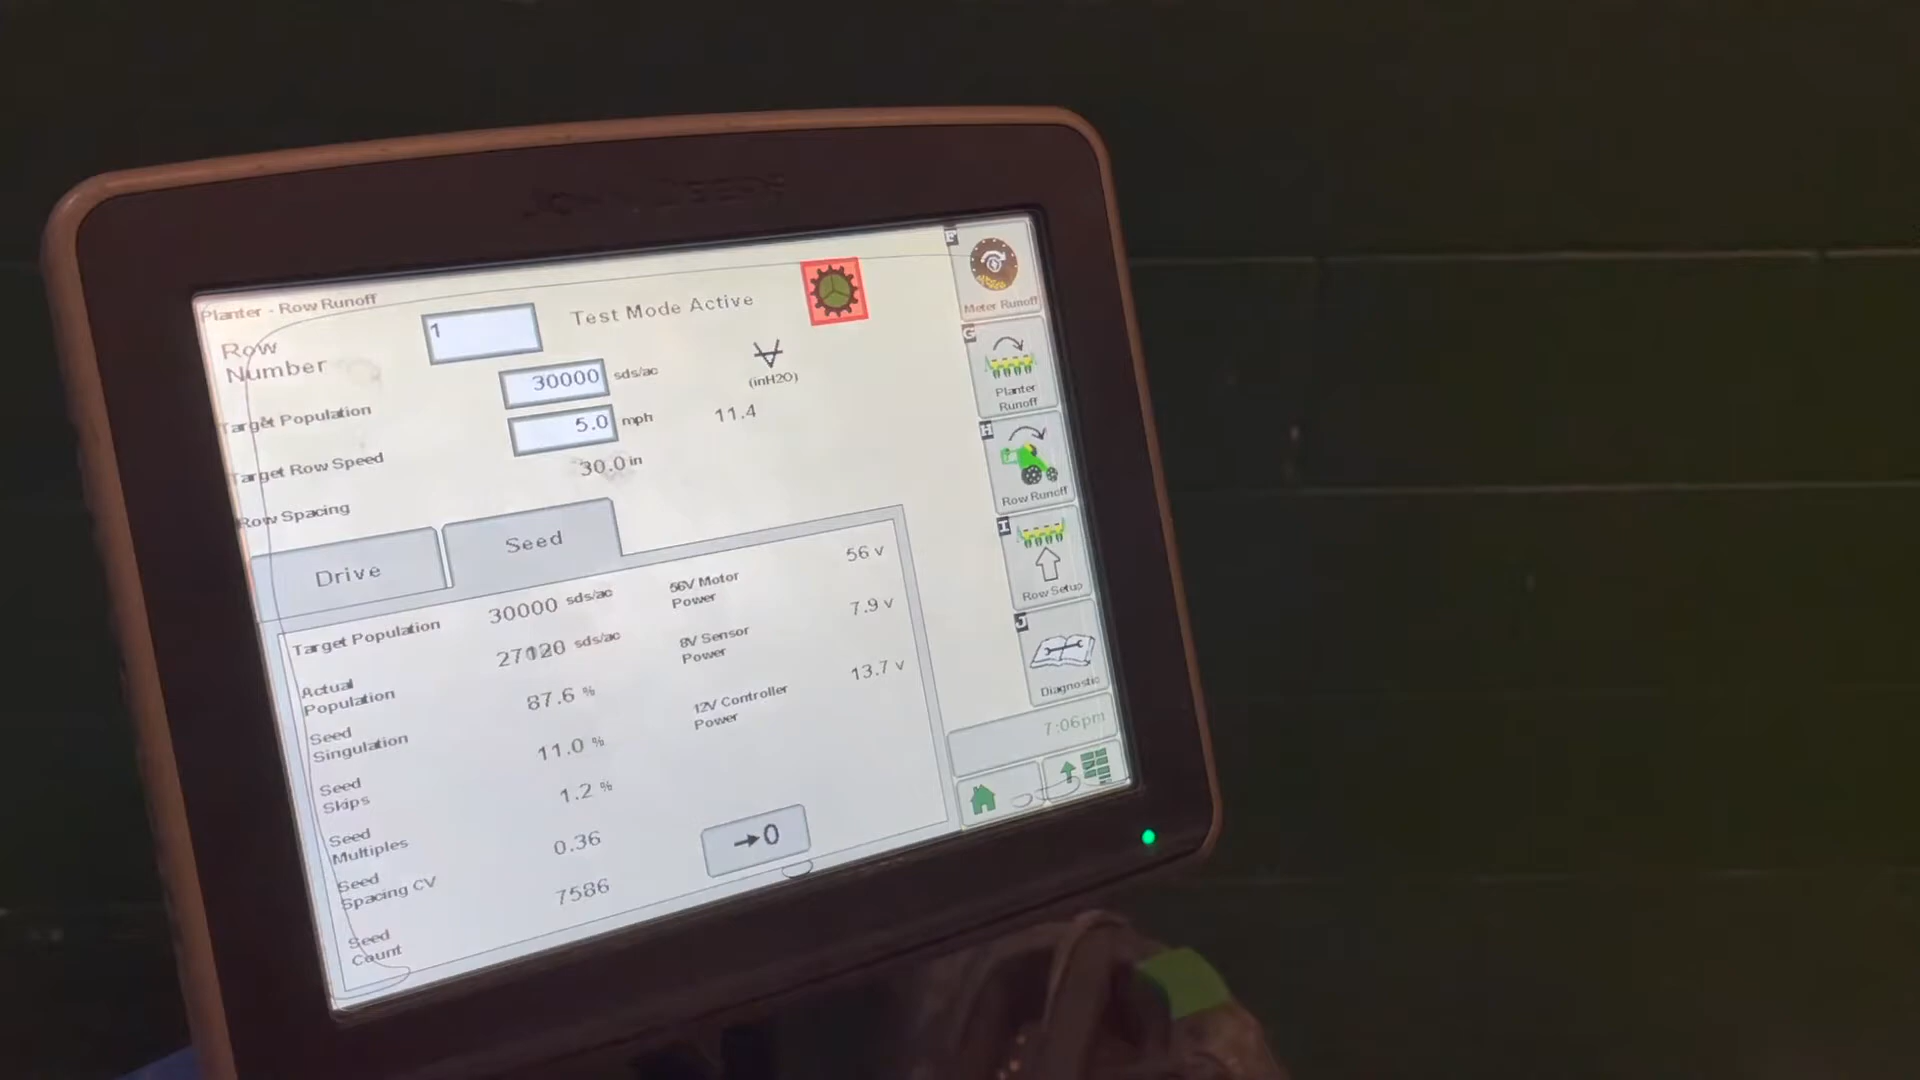 JOHN DEERE
Planter - Row Runoff
Row
Number
1
Test Mode Active
Target Population
30000 sds/ac
(inH2O)
Target Row Speed
5.0 mph
11.4
Row Spacing
30.0 in
Drive
Seed
Target Population
30000 sds/ac
56V Motor
Power
56 v
Actual
Population
27120 sds/ac
8V Sensor
Power
7.9 v
Seed
Singulation
87.6 %
12V Controller
Power
13.7 v
Seed
Skips
11.0 %
Seed
Multiples
1.2 %
Seed
Spacing CV
0.36
Seed
Count
7586
→0
F
Meter Runoff
G
Planter
Runoff
H
Row Runoff
I
Row Setup
J
Diagnostic
7:06pm